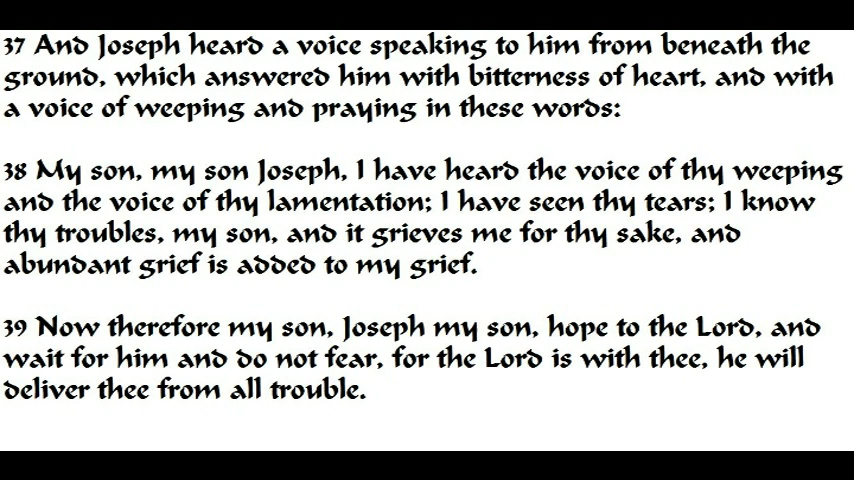 37 And Joseph heard a voice speaking to him from beneath the
ground, which answered him with bitterness of heart, and with
a voice of weeping and praying in these words:
38 My son, my son Joseph, I have heard the voice of thy weeping
and the voice of thy lamentation; I have seen thy tears; I know
thy troubles, my son, and it grieves me for thy sake, and
abundant grief is added to my grief.
39 Now therefore my son, Joseph my son, hope to the Lord, and
wait for him and do not fear, for the Lord is with thee, he will
deliver thee from all trouble.